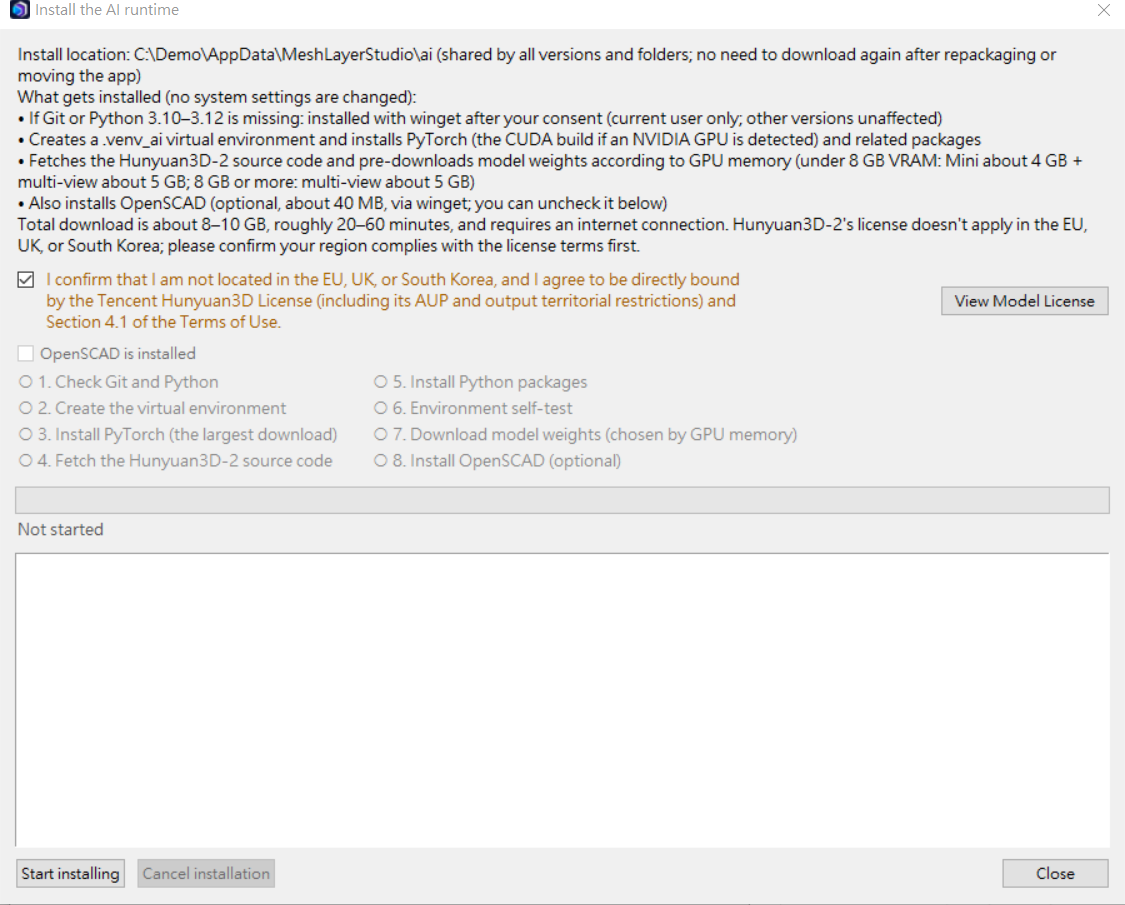 Install the AI runtime
Install location: C:\Demo\AppData\MeshLayerStudio\ai (shared by all versions and folders; no need to download again after repackaging or
moving the app)
What gets installed (no system settings are changed):
• If Git or Python 3.10–3.12 is missing: installed with winget after your consent (current user only; other versions unaffected)
• Creates a .venv_ai virtual environment and installs PyTorch (the CUDA build if an NVIDIA GPU is detected) and related packages
• Fetches the Hunyuan3D-2 source code and pre-downloads model weights according to GPU memory (under 8 GB VRAM: Mini about 4 GB +
multi-view about 5 GB; 8 GB or more: multi-view about 5 GB)
• Also installs OpenSCAD (optional, about 40 MB, via winget; you can uncheck it below)
Total download is about 8–10 GB, roughly 20–60 minutes, and requires an internet connection. Hunyuan3D-2's license doesn't apply in the EU,
UK, or South Korea; please confirm your region complies with the license terms first.
I confirm that I am not located in the EU, UK, or South Korea, and I agree to be directly bound
by the Tencent Hunyuan3D License (including its AUP and output territorial restrictions) and
Section 4.1 of the Terms of Use.
View Model License
OpenSCAD is installed
1. Check Git and Python
2. Create the virtual environment
3. Install PyTorch (the largest download)
4. Fetch the Hunyuan3D-2 source code
5. Install Python packages
6. Environment self-test
7. Download model weights (chosen by GPU memory)
8. Install OpenSCAD (optional)
Not started
Start installing
Cancel installation
Close